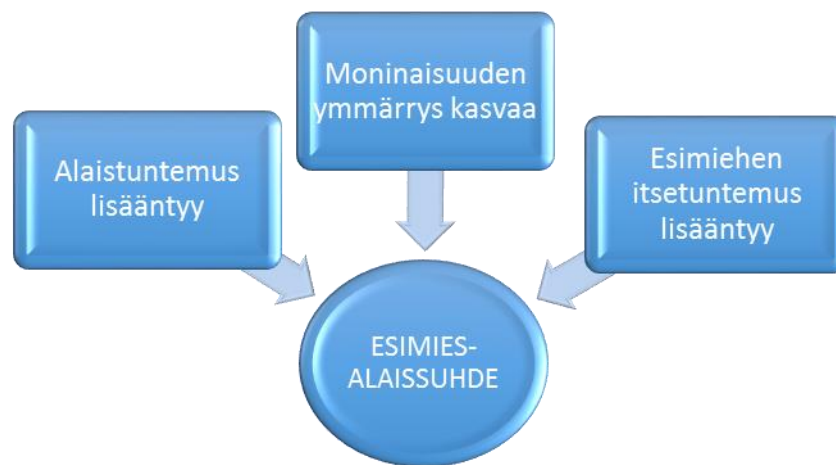 Moninaisuuden
ymmärrys kasvaa
Alaistuntemus
lisääntyy
Esimiehen
itsetuntemus
lisääntyy
ESIMIES-
ALAISSUHDE